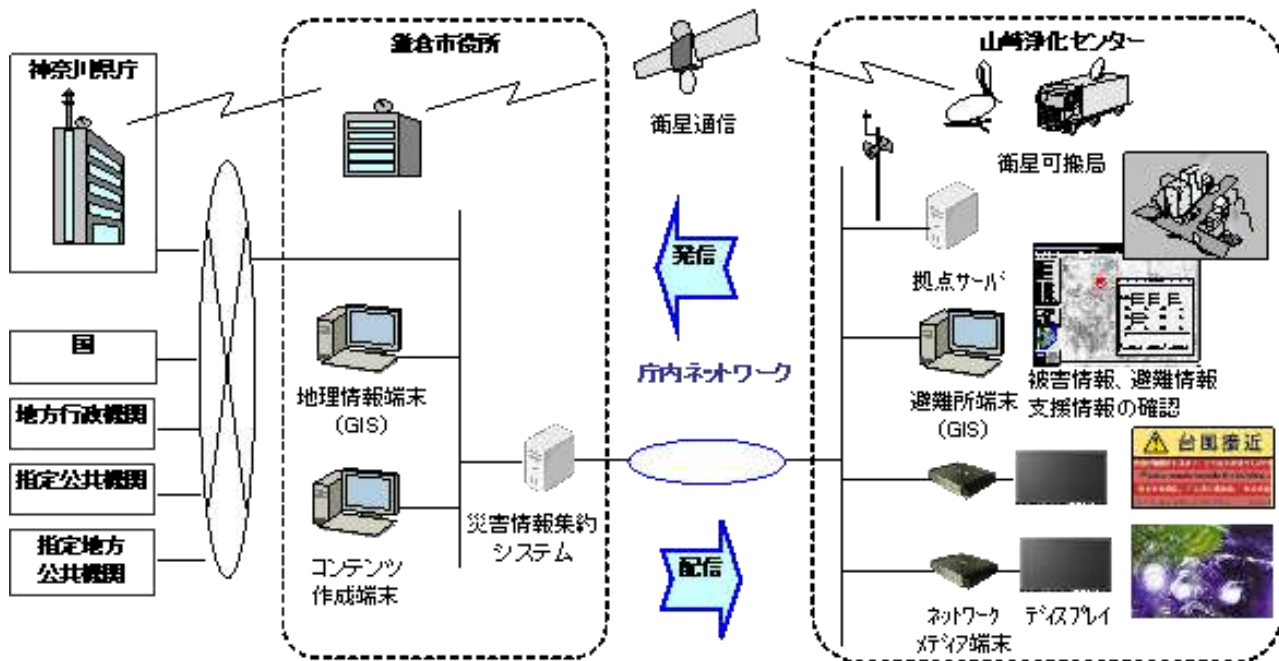 神奈川県庁
国
地方行政機関
指定公共機関
指定地方
公共機関
鎌倉市役所
地理情報端末
(GIS)
コンテンツ
作成端末
災害情報集約
システム
衛星通信
発信
庁内ネットワーク
配信
山崎浄化センター
衛星可搬局
拠点サーバ
避難所端末
(GIS)
被害情報、避難情報
支援情報の確認
台風接近
ネットワーク
メディア端末
ディスプレイ